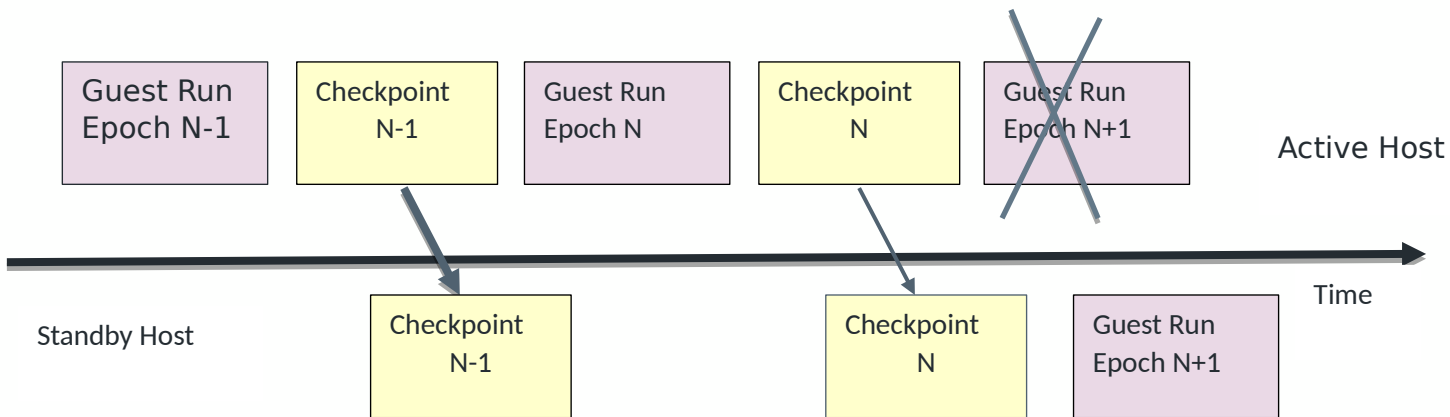 Guest Run
Epoch N-1
Checkpoint
N-1
Guest Run
Epoch N
Checkpoint
N
Guest Run
Epoch N+1
Active Host
Time
Standby Host
Checkpoint
N-1
Checkpoint
N
Guest Run
Epoch N+1